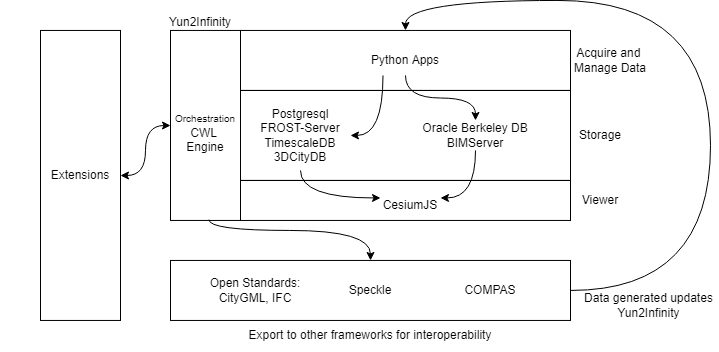 Yun2Infinity
Extensions
Orchestration
CWL
Engine
Python Apps
Acquire and
Manage Data
Postgresql
FROST-Server
TimescaleDB
3DCityDB
Oracle Berkeley DB
BIMServer
Storage
CesiumJS
Viewer
Open Standards:
CityGML, IFC
Speckle
COMPAS
Data generated updates
Yun2Infinity
Export to other frameworks for interoperability